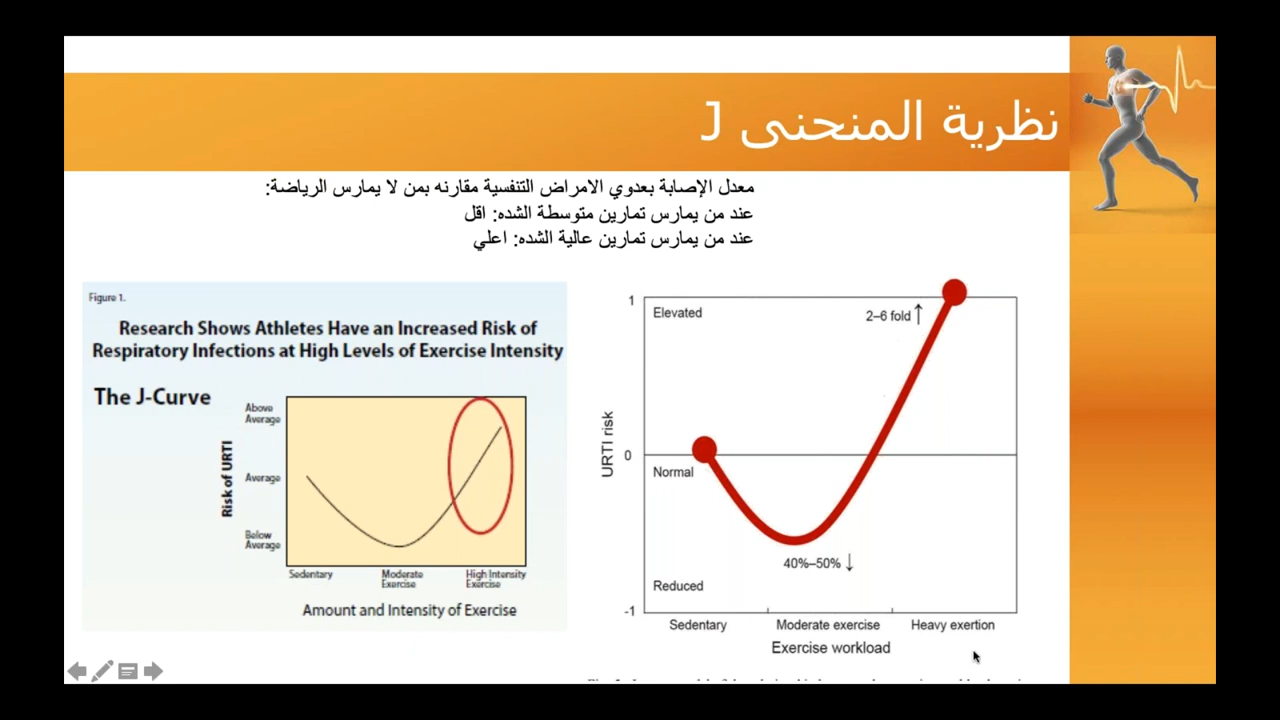 نظرية المنحنى J
معدل الإصابة بعدوي الامراض التنفسية مقارنه بمن لا يمارس الرياضة:
عند من يمارس تمارين متوسطة الشده: اقل
عند من يمارس تمارين عالية الشده: اعلي
Figure 1.
Research Shows Athletes Have an Increased Risk of
Respiratory Infections at High Levels of Exercise Intensity
The J-Curve
Risk of URTI
Above
Average
Average
Below
Average
Sedentary
Moderate
Exercise
High Intensity
Exercise
Amount and Intensity of Exercise
URTI risk
1
0
-1
Elevated
2–6 fold ↑
Normal
40%–50% ↓
Reduced
Sedentary
Moderate exercise
Heavy exertion
Exercise workload